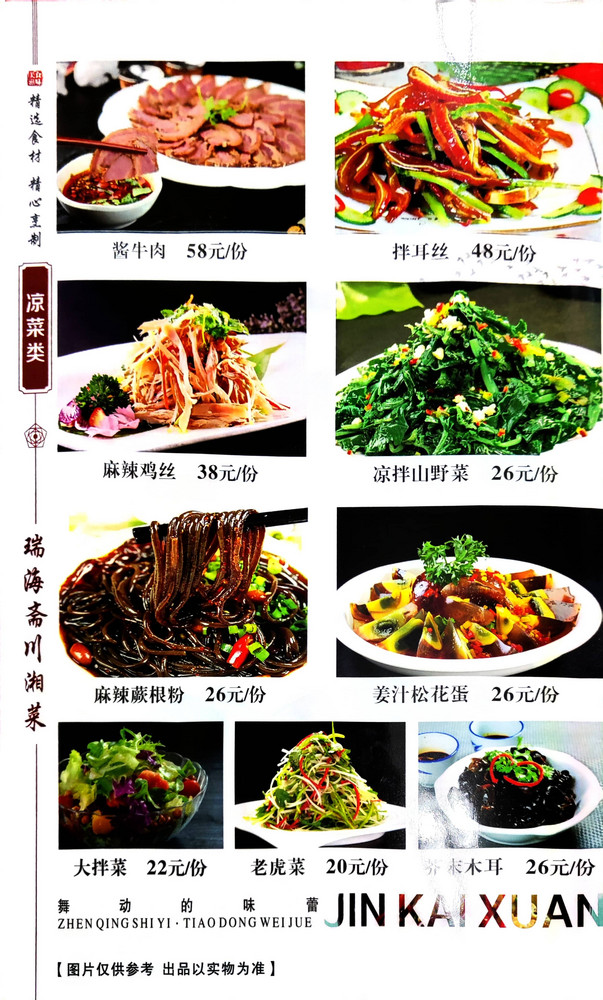 美食
滋味
精选食材 精心烹制
凉菜类
瑞海斋川湘菜
酱牛肉 58元/份
拌耳丝 48元/份
麻辣鸡丝 38元/份
凉拌山野菜 26元/份
麻辣蕨根粉 26元/份
姜汁松花蛋 26元/份
大拌菜 22元/份
老虎菜 20元/份
芥末木耳 26元/份
舞动的味蕾
ZHEN QING SHI YI · TIAO DONG WEI JUE
JIN KAI XUAN
【图片仅供参考 出品以实物为准】